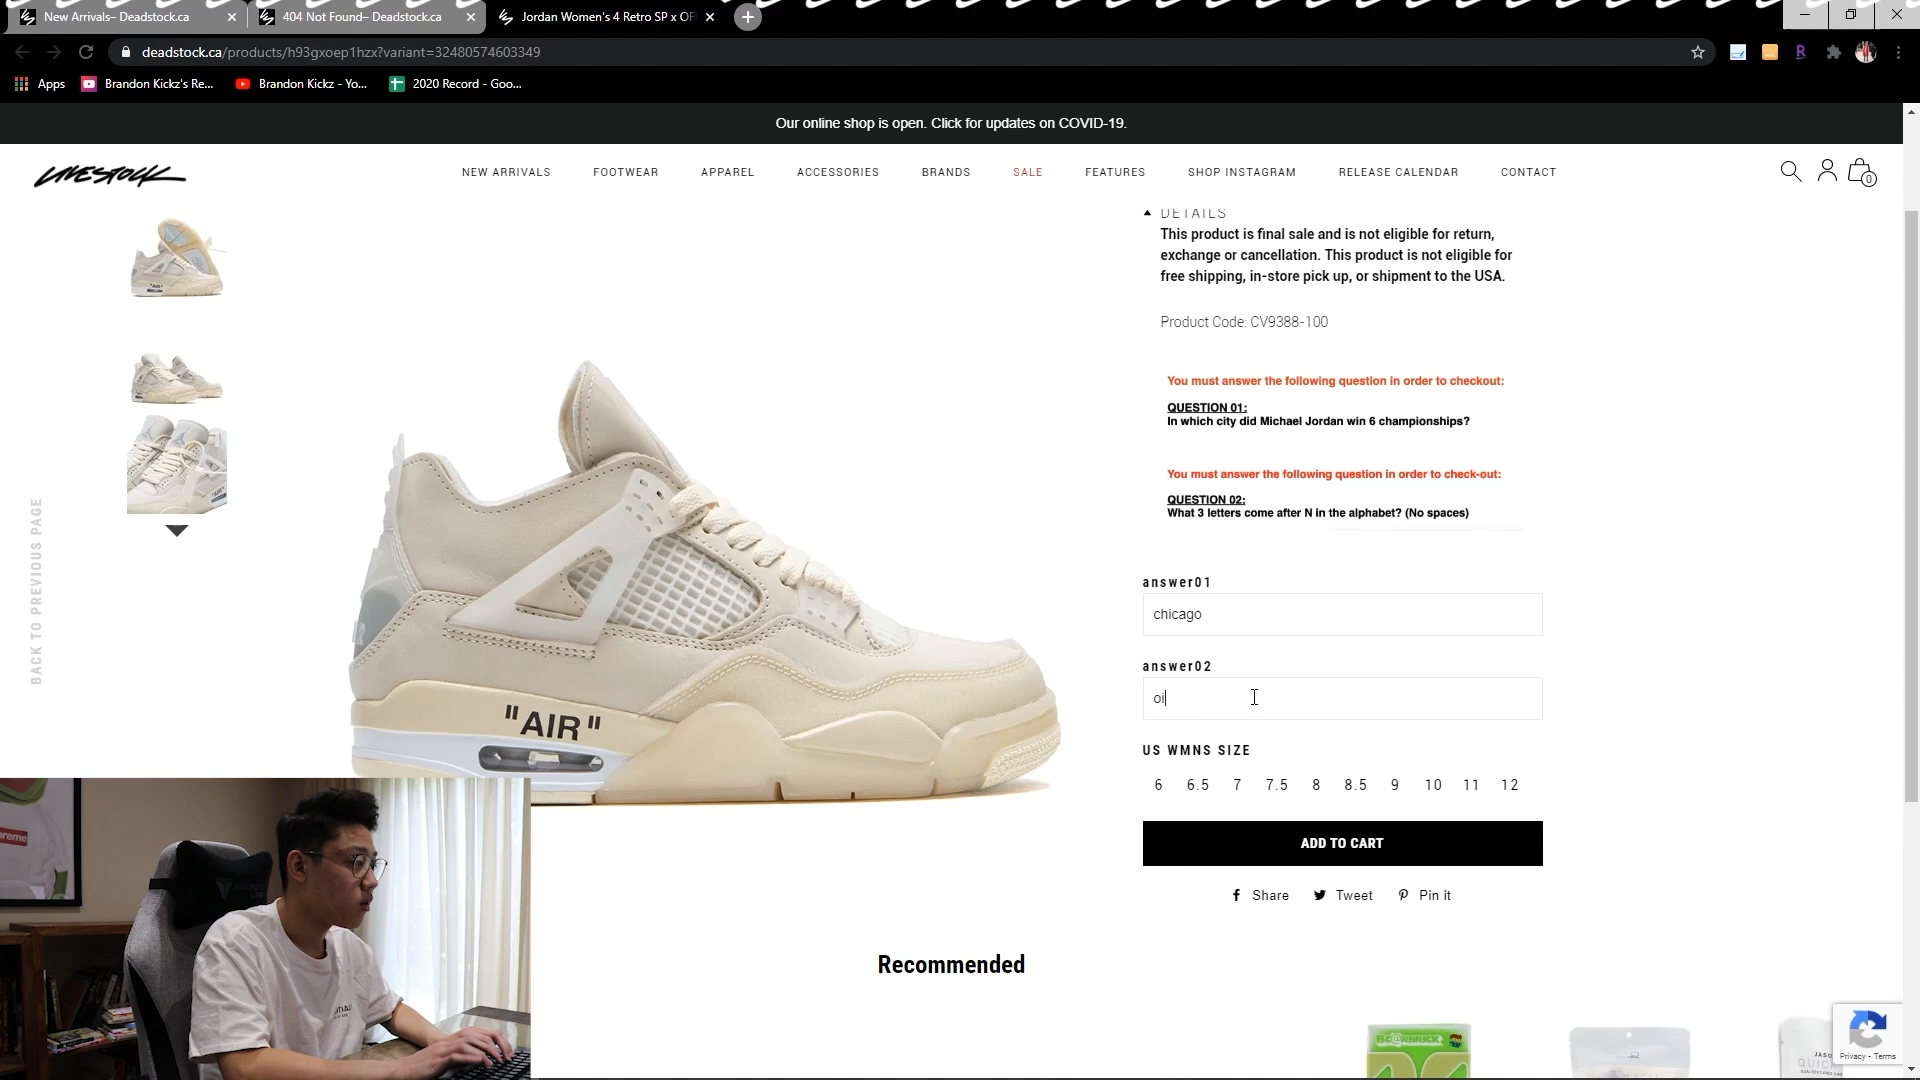 New Arrivals– Deadstock.ca
404 Not Found– Deadstock.ca
Jordan Women's 4 Retro SP x OF
deadstock.ca/products/h93gxoep1hzx?variant=32480574603349
Apps
Brandon Kickz's Re...
Brandon Kickz - Yo...
2020 Record - Goo...
Our online shop is open. Click for updates on COVID-19.
LIVESTOCK
NEW ARRIVALS
FOOTWEAR
APPAREL
ACCESSORIES
BRANDS
SALE
FEATURES
SHOP INSTAGRAM
RELEASE CALENDAR
CONTACT
0
BACK TO PREVIOUS PAGE
"AIR"
DETAILS
This product is final sale and is not eligible for return,
exchange or cancellation. This product is not eligible for
free shipping, in-store pick up, or shipment to the USA.
Product Code: CV9388-100
You must answer the following question in order to checkout:
QUESTION 01:
In which city did Michael Jordan win 6 championships?
You must answer the following question in order to check-out:
QUESTION 02:
What 3 letters come after N in the alphabet? (No spaces)
answer01
chicago
answer02
oi
US WMNS SIZE
6 6.5 7 7.5 8 8.5 9 10 11 12
ADD TO CART
Share
Tweet
Pin it
Recommended
BE@RBRICK
Privacy - Terms